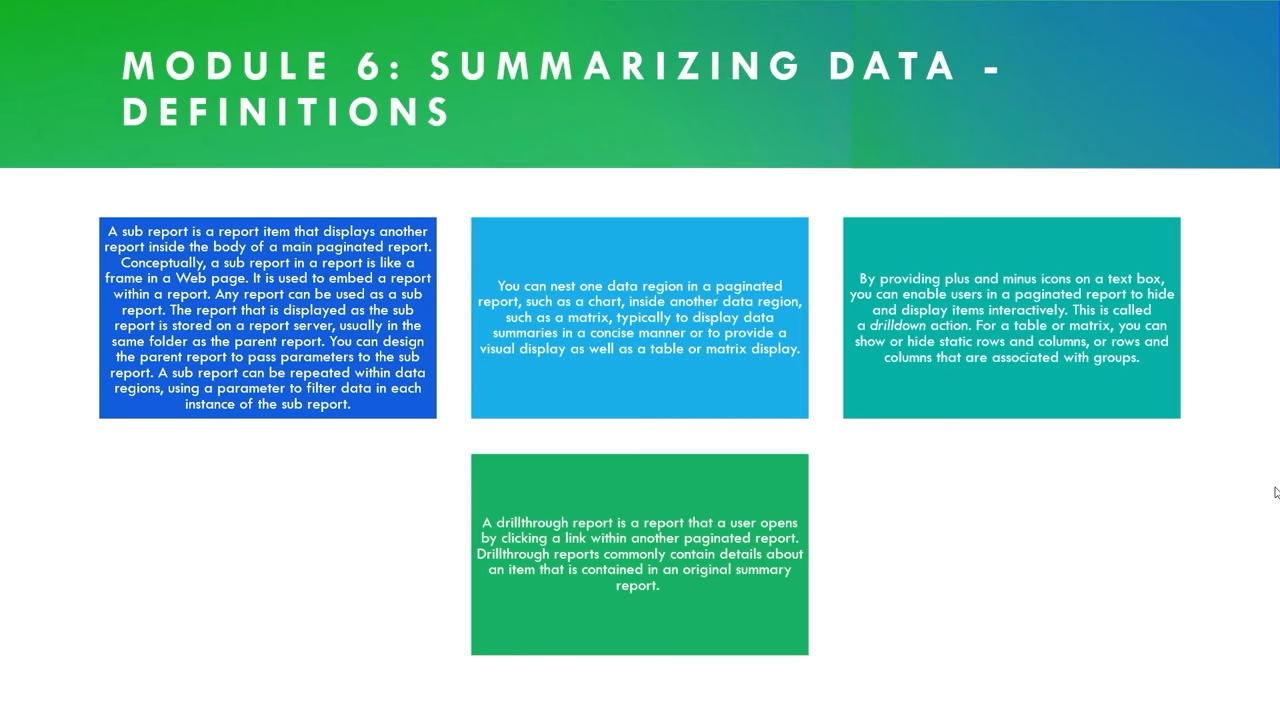 MODULE 6: SUMMARIZING DATA -
DEFINITIONS
A sub report is a report item that displays another
report inside the body of a main paginated report.
Conceptually, a sub report in a report is like a
frame in a Web page. It is used to embed a report
within a report. Any report can be used as a sub
report. The report that is displayed as the sub
report is stored on a report server, usually in the
same folder as the parent report. You can design
the parent report to pass parameters to the sub
report. A sub report can be repeated within data
regions, using a parameter to filter data in each
instance of the sub report.
You can nest one data region in a paginated
report, such as a chart, inside another data region,
such as a matrix, typically to display data
summaries in a concise manner or to provide a
visual display as well as a table or matrix display.
By providing plus and minus icons on a text box,
you can enable users in a paginated report to hide
and display items interactively. This is called
a drilldown action. For a table or matrix, you can
show or hide static rows and columns, or rows and
columns that are associated with groups.
A drillthrough report is a report that a user opens
by clicking a link within another paginated report.
Drillthrough reports commonly contain details about
an item that is contained in an original summary
report.